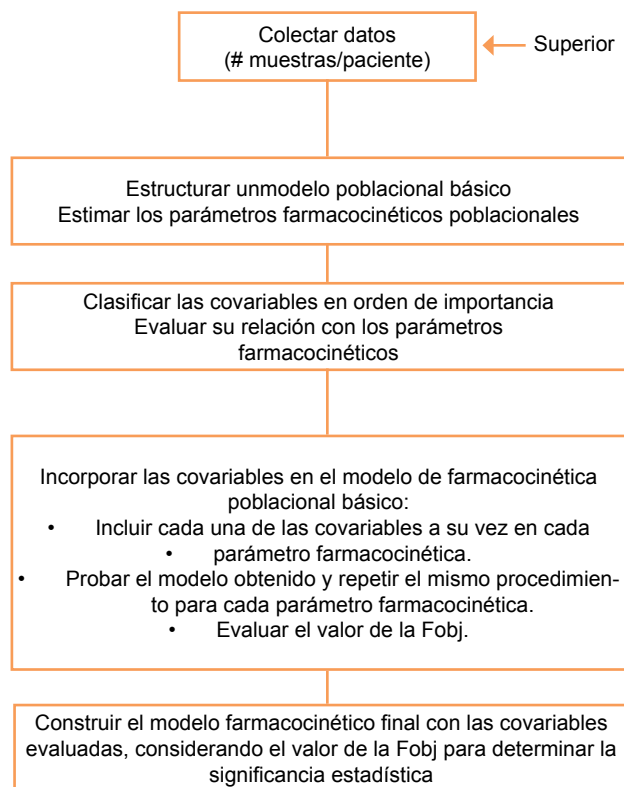 Colectar datos
(# muestras/paciente)
Superior
Estructurar unmodelo poblacional básico
Estimar los parámetros farmacocinéticos poblacionales
Clasificar las covariables en orden de importancia
Evaluar su relación con los parámetros
farmacocinéticos
Incorporar las covariables en el modelo de farmacocinética
poblacional básico:
• Incluir cada una de las covariables a su vez en cada
• parámetro farmacocinética.
• Probar el modelo obtenido y repetir el mismo procedimien-
to para cada parámetro farmacocinética.
• Evaluar el valor de la Fobj.
Construir el modelo farmacocinético final con las covariables
evaluadas, considerando el valor de la Fobj para determinar la
significancia estadística